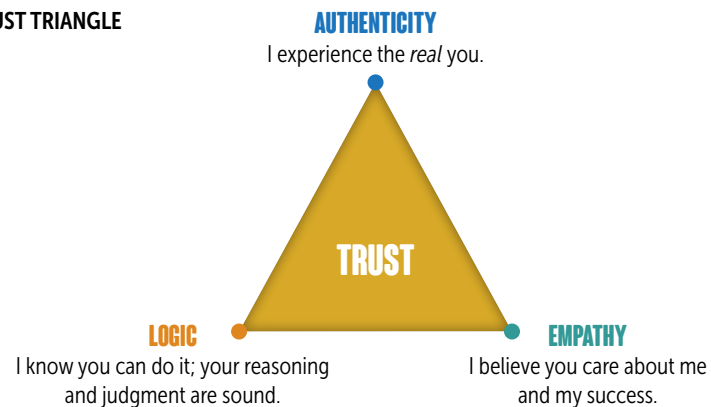 UST TRIANGLE
AUTHENTICITY
I experience the real you.
TRUST
LOGIC
I know you can do it; your reasoning
and judgment are sound.
EMPATHY
I believe you care about me
and my success.